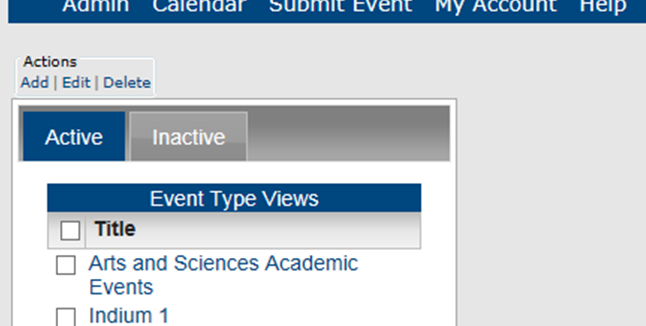 Admin Calendar Submit Event My Account Help
Actions
Add | Edit | Delete
Active Inactive
Event Type Views
Title
Arts and Sciences Academic
Events
Indium 1